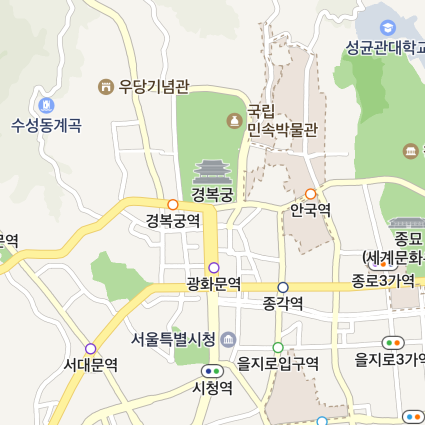 성균관대학교
우당기념관
국립
민속박물관
수성동계곡
경복궁
안국역
경복궁역
종묘
(세계문화
광화문역
종로3가역
종각역
서울특별시청
을지로입구역
을지로3가역
서대문역
시청역